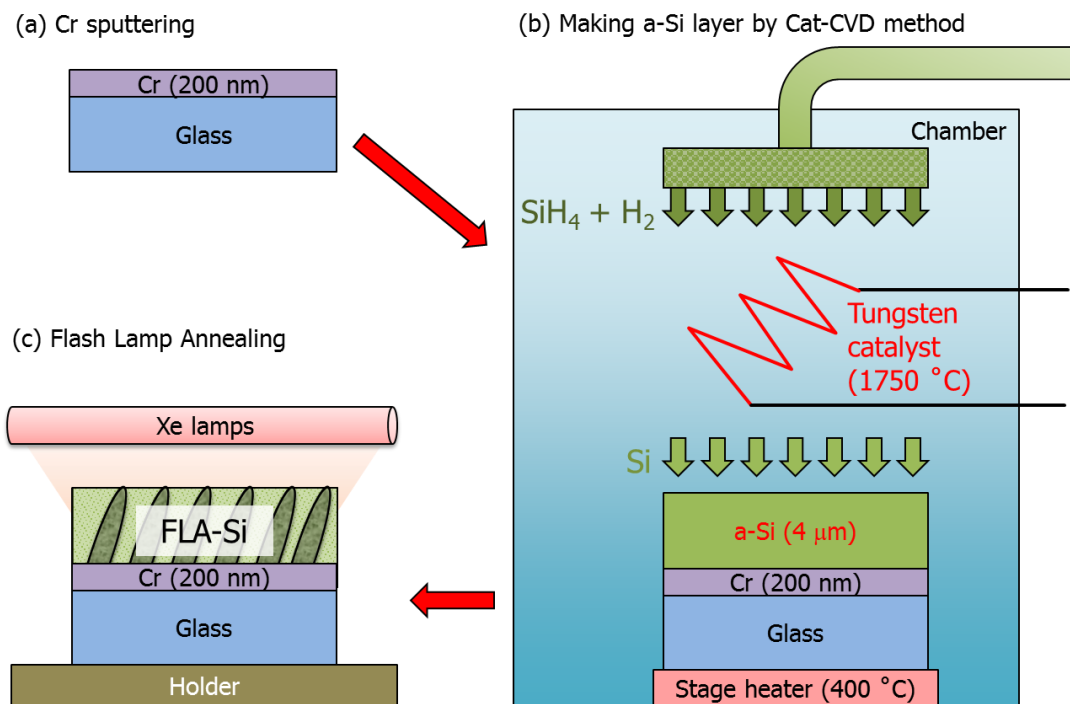 (a) Cr sputtering
Cr (200 nm)
Glass
(b) Making a-Si layer by Cat-CVD method
Chamber
SiH₄ + H₂
Tungsten
catalyst
(1750 ˚C)
Si
a-Si (4 μm)
Cr (200 nm)
Glass
Stage heater (400 ˚C)
(c) Flash Lamp Annealing
Xe lamps
FLA-Si
Cr (200 nm)
Glass
Holder